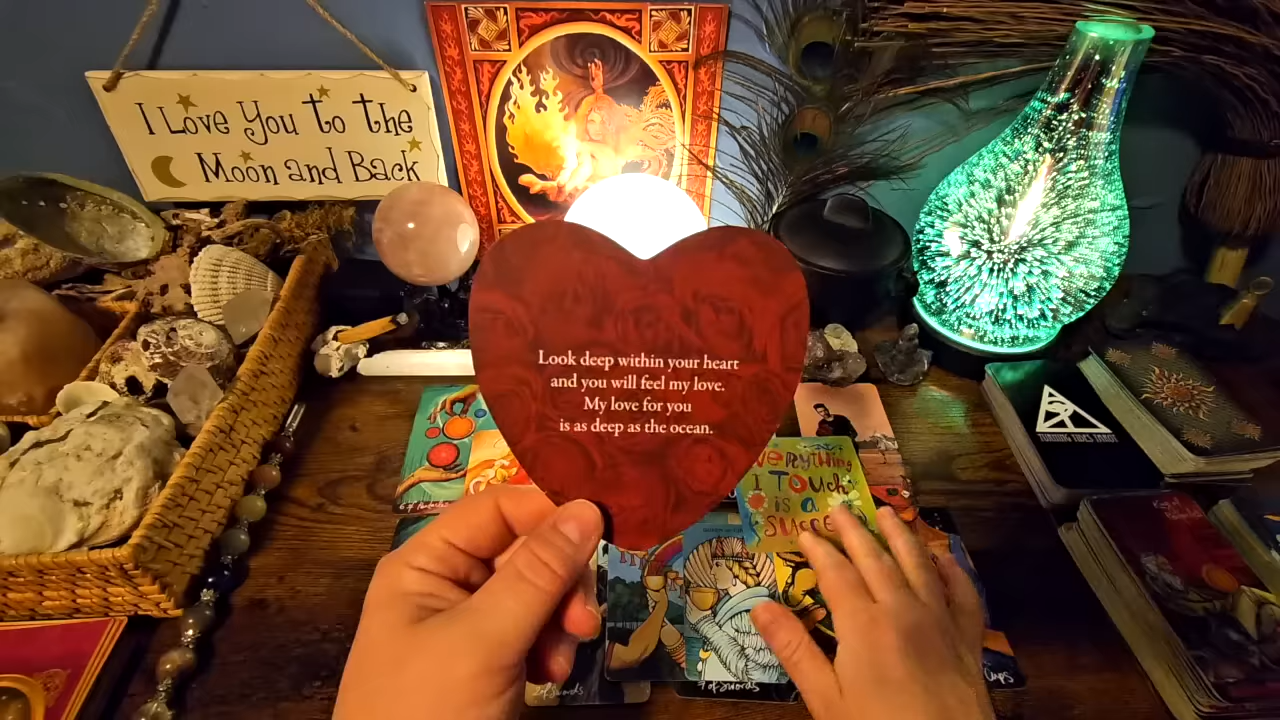 I Love You to the
Moon and Back
Look deep within your heart
and you will feel my love.
My love for you
is as deep as the ocean.
everything
I Touch
is a
succe
TURNING TIDES TAROT
2 of Swords
7 of Swords
Cups